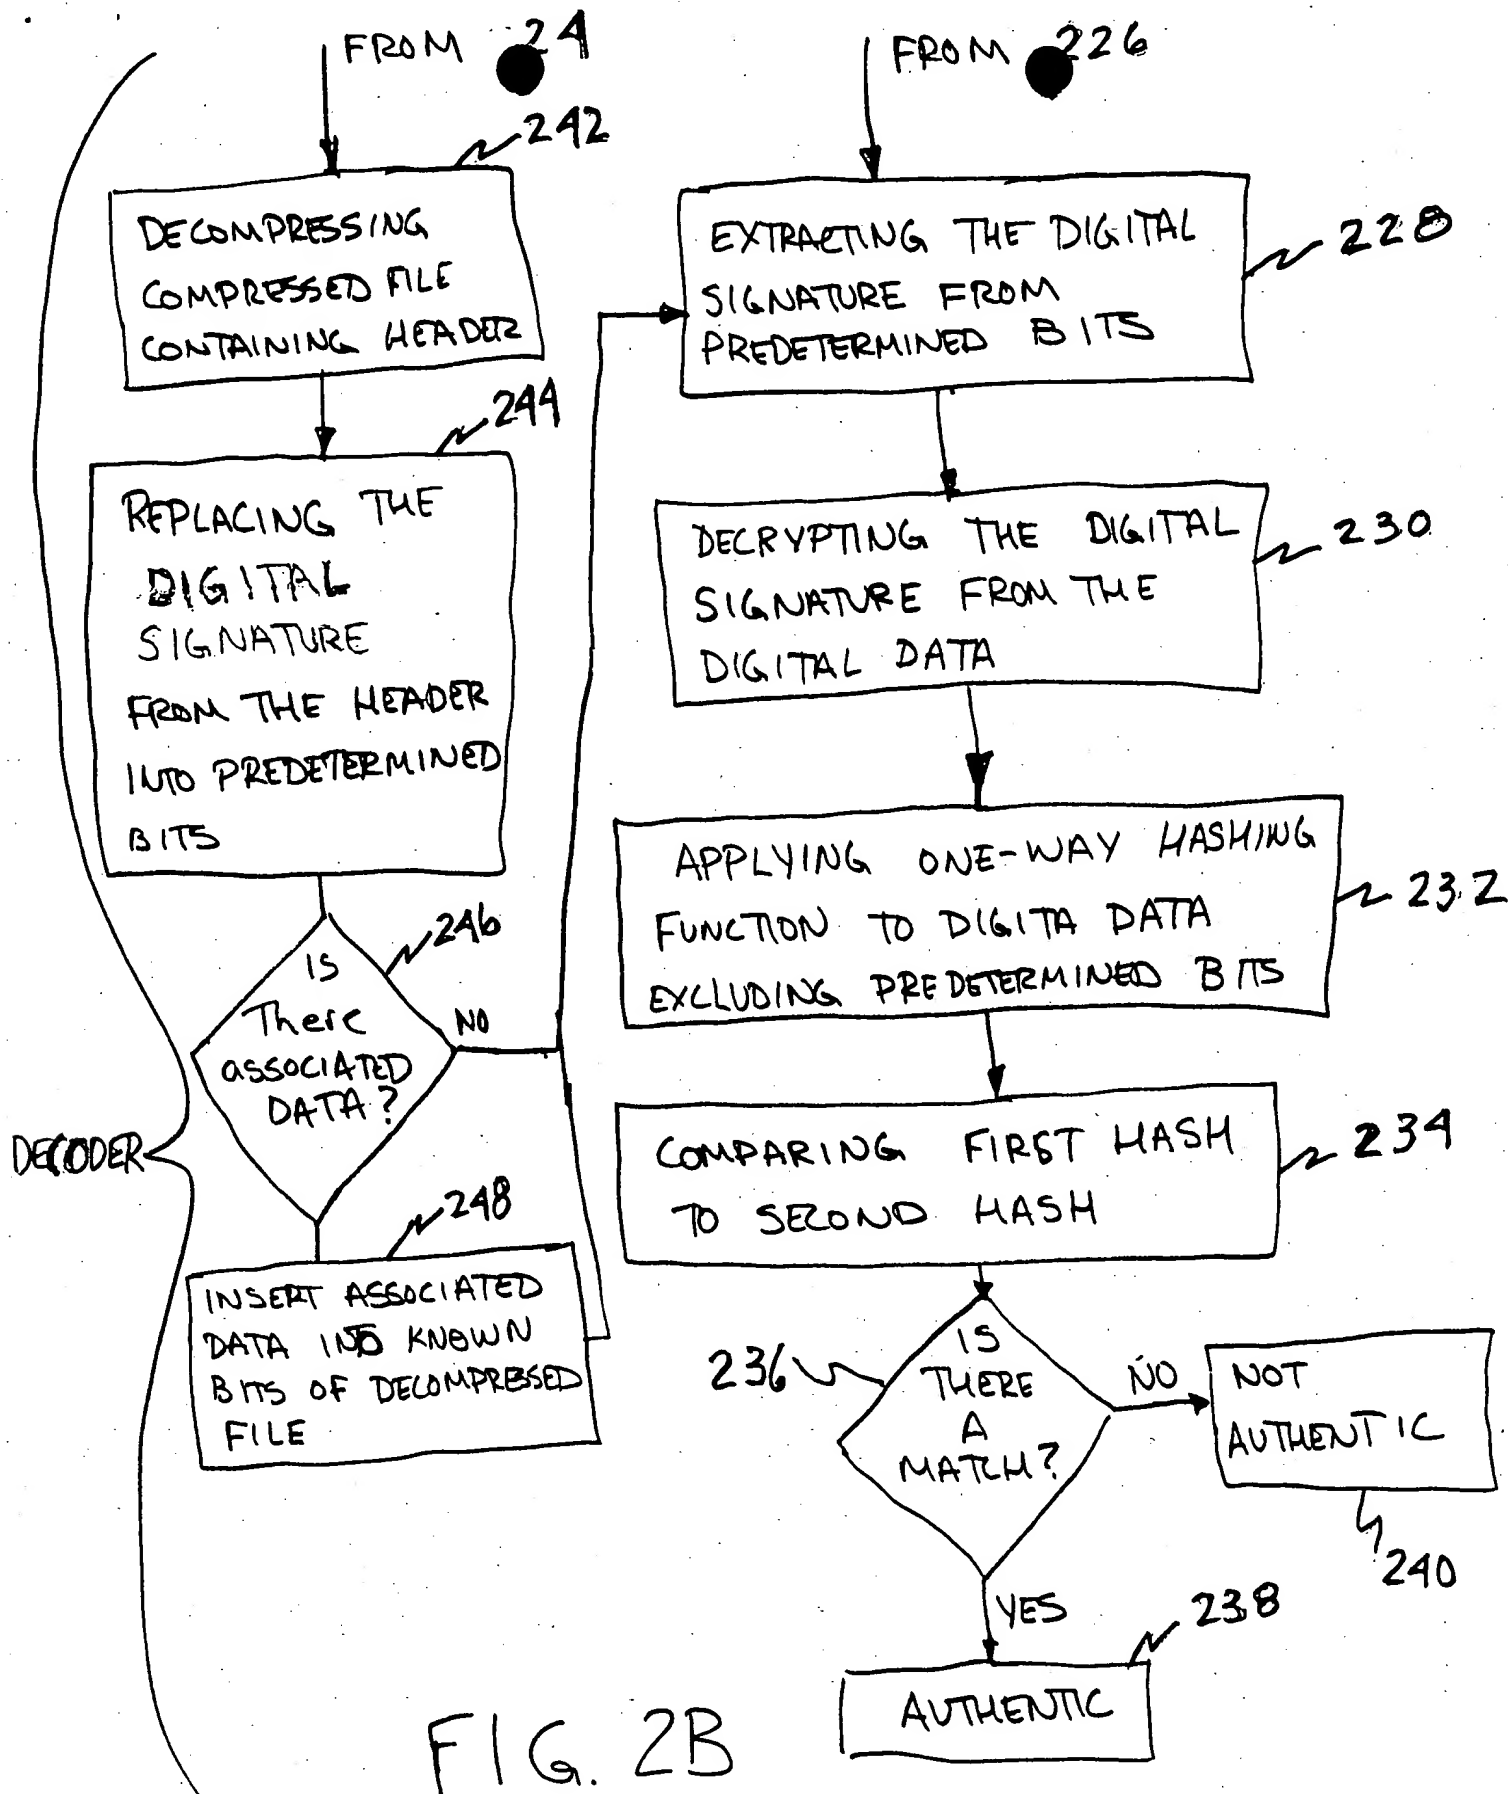 FROM 24
242
DECOMPRESSING
COMPRESSED FILE
CONTAINING HEADER
244
REPLACING THE
DIGITAL
SIGNATURE
FROM THE HEADER
INTO PREDETERMINED
BITS
246
IS
There
ASSOCIATED
DATA?
NO
DECODER
248
INSERT ASSOCIATED
DATA INTO KNOWN
BITS OF DECOMPRESSED
FILE
FROM 226
EXTRACTING THE DIGITAL
SIGNATURE FROM
PREDETERMINED BITS
228
DECRYPTING THE DIGITAL
SIGNATURE FROM THE
DIGITAL DATA
230
APPLYING ONE-WAY HASHING
FUNCTION TO DIGITA DATA
EXCLUDING PREDETERMINED BITS
232
COMPARING FIRST HASH
TO SECOND HASH
234
236
IS
THERE
A
MATCH?
NO
NOT
AUTHENTIC
240
YES
238
AUTHENTIC
FIG. 2B